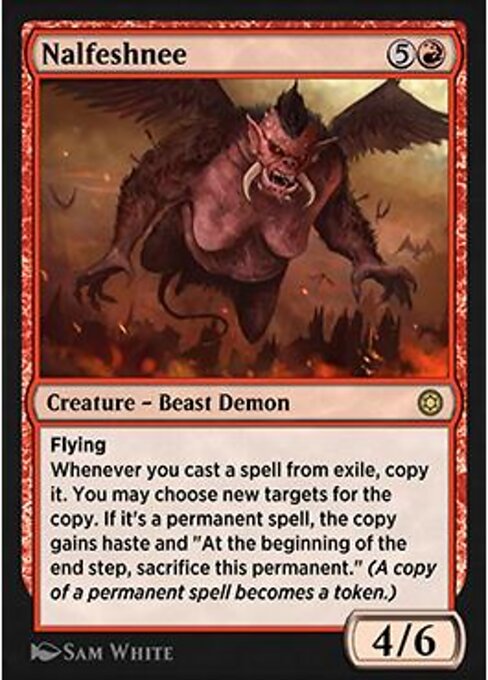 Nalfeshnee 5
Creature – Beast Demon
Flying
Whenever you cast a spell from exile, copy
it. You may choose new targets for the
copy. If it's a permanent spell, the copy
gains haste and "At the beginning of the
end step, sacrifice this permanent." (A copy
of a permanent spell becomes a token.)
4/6
Sam White